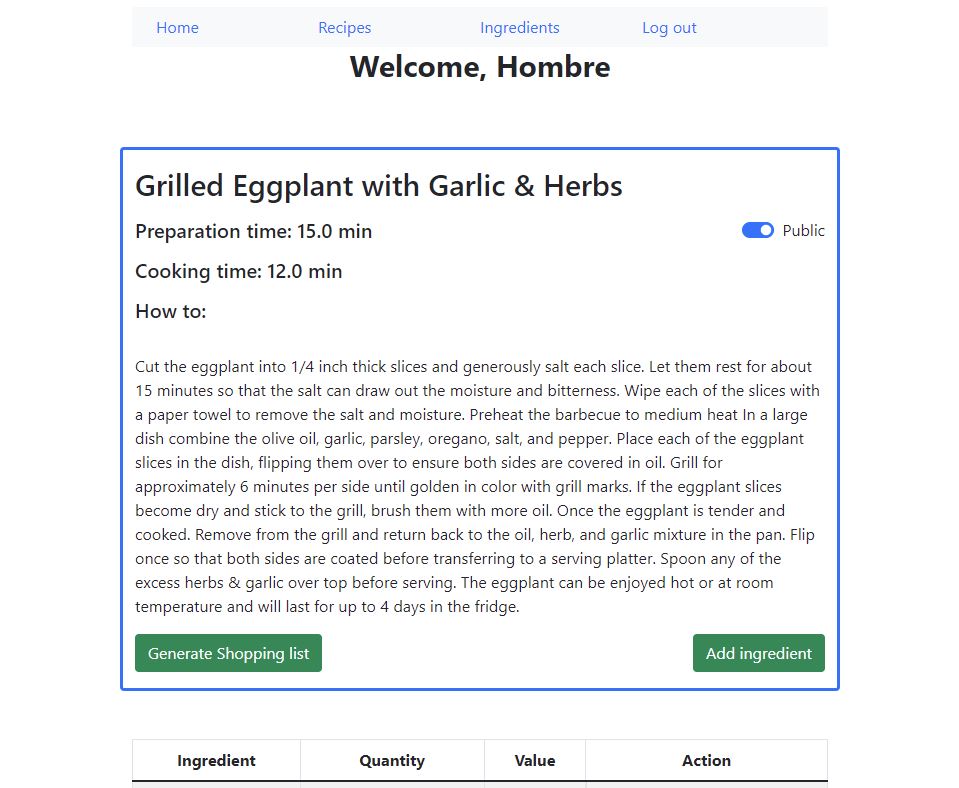 Home Recipes Ingredients Log out
Welcome, Hombre
Grilled Eggplant with Garlic & Herbs
Preparation time: 15.0 min
Public
Cooking time: 12.0 min
How to:
Cut the eggplant into 1/4 inch thick slices and generously salt each slice. Let them rest for about
15 minutes so that the salt can draw out the moisture and bitterness. Wipe each of the slices with
a paper towel to remove the salt and moisture. Preheat the barbecue to medium heat In a large
dish combine the olive oil, garlic, parsley, oregano, salt, and pepper. Place each of the eggplant
slices in the dish, flipping them over to ensure both sides are covered in oil. Grill for
approximately 6 minutes per side until golden in color with grill marks. If the eggplant slices
become dry and stick to the grill, brush them with more oil. Once the eggplant is tender and
cooked. Remove from the grill and return back to the oil, herb, and garlic mixture in the pan. Flip
once so that both sides are coated before transferring to a serving platter. Spoon any of the
excess herbs & garlic over top before serving. The eggplant can be enjoyed hot or at room
temperature and will last for up to 4 days in the fridge.
Generate Shopping list
Add ingredient
Ingredient Quantity Value Action